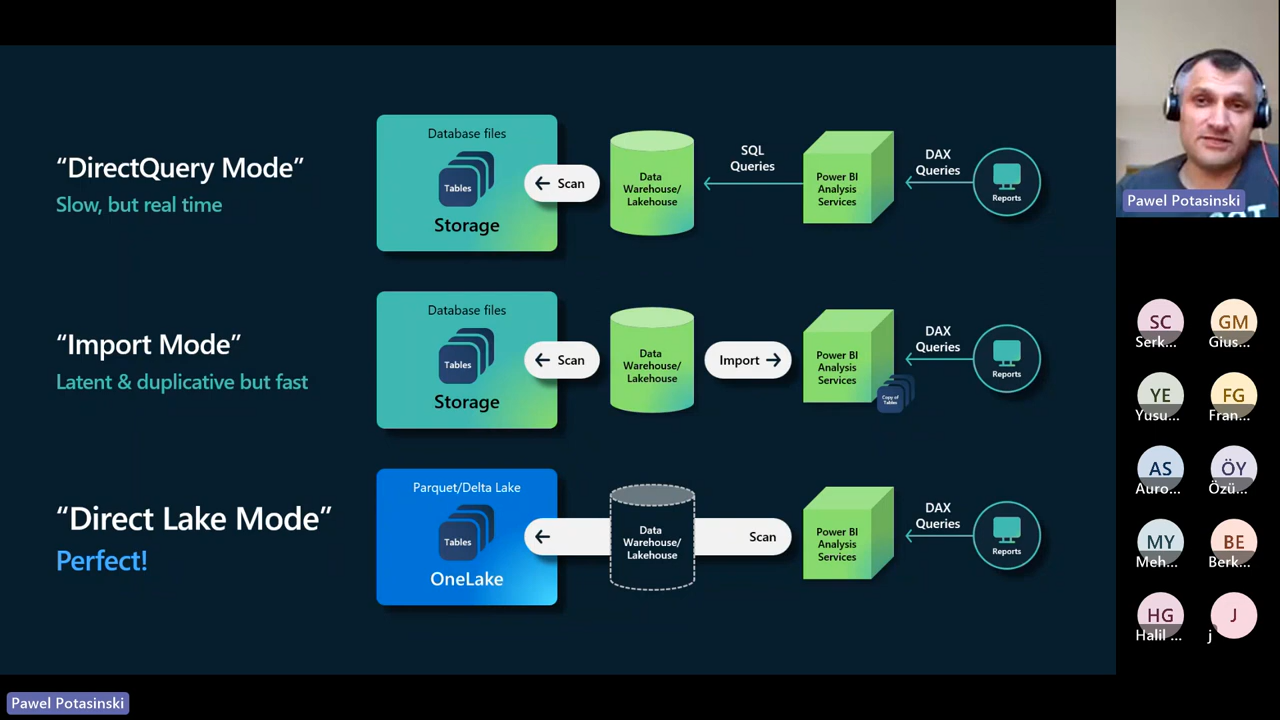 “DirectQuery Mode”
Slow, but real time
Database files
Tables
Storage
Scan
Data
Warehouse/
Lakehouse
SQL
Queries
Power BI
Analysis
Services
DAX
Queries
Reports
“Import Mode”
Latent & duplicative but fast
Database files
Tables
Storage
Scan
Data
Warehouse/
Lakehouse
Import
Power BI
Analysis
Services
Copy of
Tables
DAX
Queries
Reports
“Direct Lake Mode”
Perfect!
Parquet/Delta Lake
Tables
OneLake
Data
Warehouse/
Lakehouse
Scan
Power BI
Analysis
Services
DAX
Queries
Reports
Pawel Potasinski
SC
Serk...
GM
Gius...
YE
Yusu...
FG
Fran...
AS
Auro...
ÖY
Özü...
MY
Meh...
BE
Berk...
HG
Halil ...
J
j
Pawel Potasinski